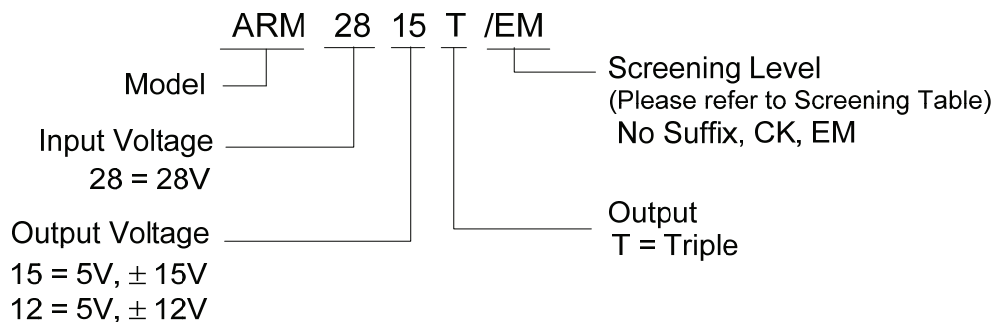 ARM 28 15 T /EM
Model
Input Voltage
28 = 28V
Output Voltage
15 = 5V, ± 15V
12 = 5V, ± 12V
Screening Level
(Please refer to Screening Table)
No Suffix, CK, EM
Output
T = Triple